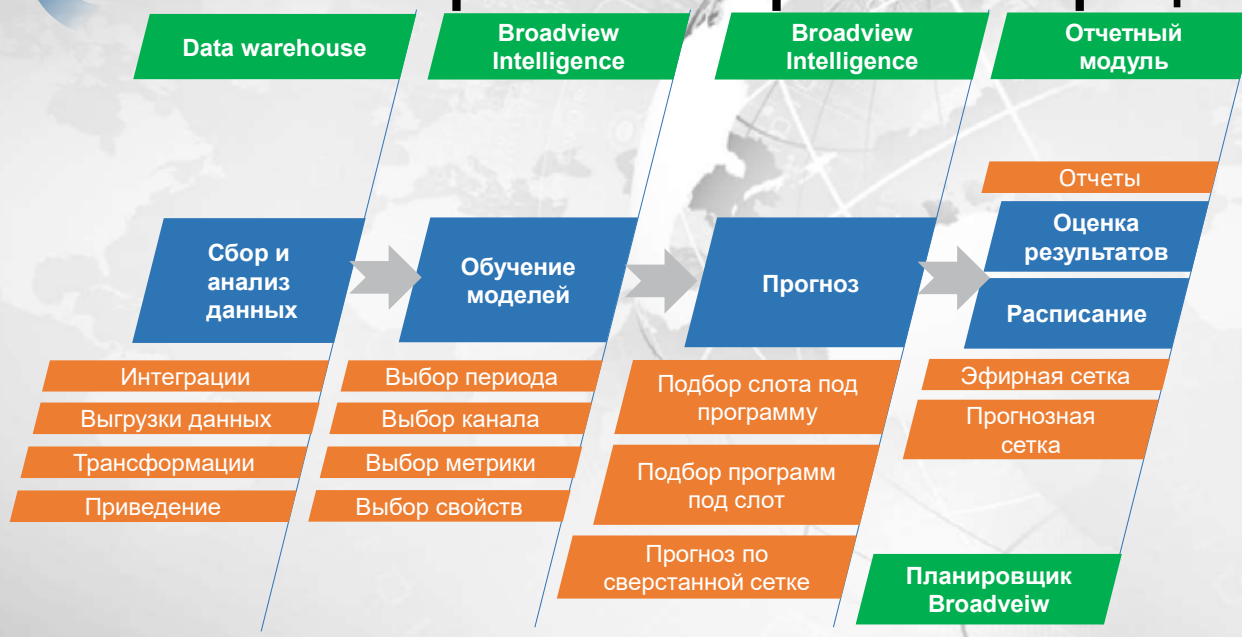 Data warehouse
Broadview
Intelligence
Broadview
Intelligence
Отчетный
модуль
Сбор и
анализ
данных
Интеграции
Выгрузки данных
Трансформации
Приведение
Обучение
моделей
Выбор периода
Выбор канала
Выбор метрики
Выбор свойств
Прогноз
Подбор слота под
программу
Подбор программ
под слот
Прогноз по
сверстанной сетке
Отчеты
Оценка
результатов
Расписание
Эфирная сетка
Прогнозная
сетка
Планировщик
Broadveiw